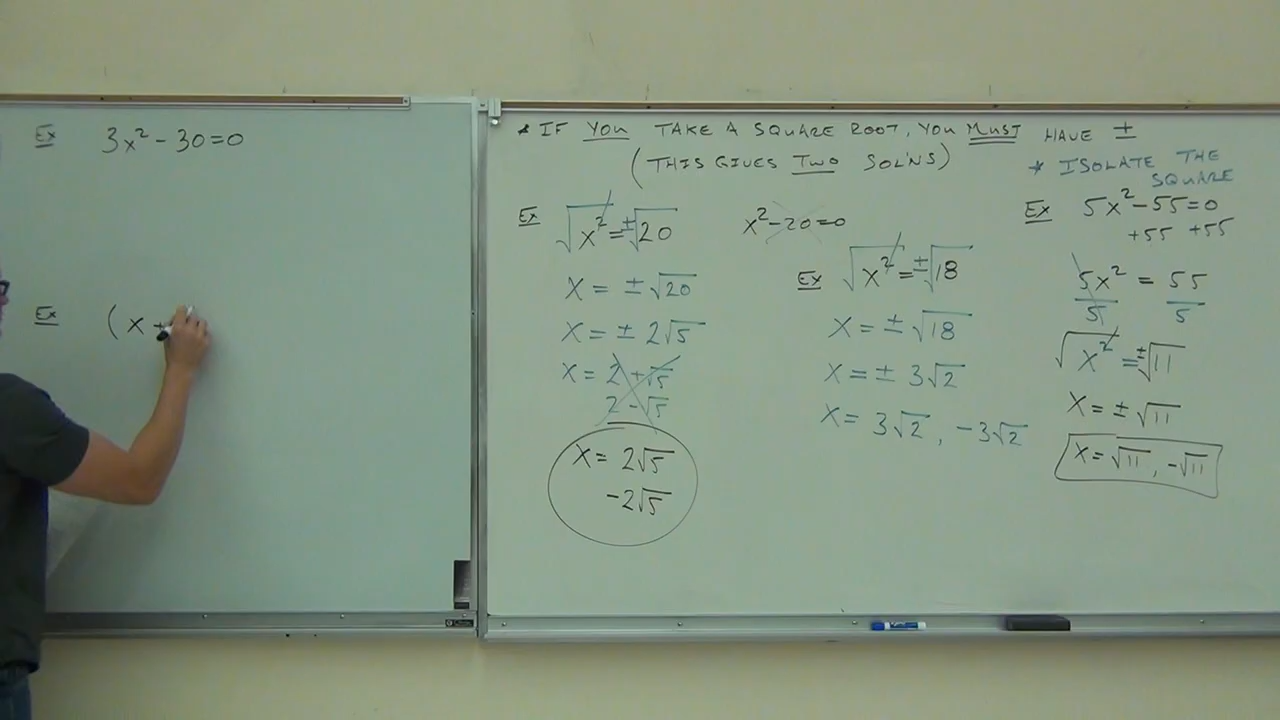 Ex 3x² - 30 = 0
Ex (x +
* IF YOU TAKE A SQUARE ROOT, YOU MUST HAVE ±
(THIS GIVES TWO SOL'NS)
* ISOLATE THE
SQUARE
Ex √x² = ±√20
x = ±√20
x = ± 2√5
x = 2 + √5
2 - √5
x = 2√5
-2√5
x² - 20 = 0
Ex √x² = ±√18
x = ± √18
x = ± 3√2
x = 3√2, -3√2
Ex 5x² - 55 = 0
+55 +55
5x² = 55
5 5
√x² = ±√11
x = ± √11
x = √11, -√11